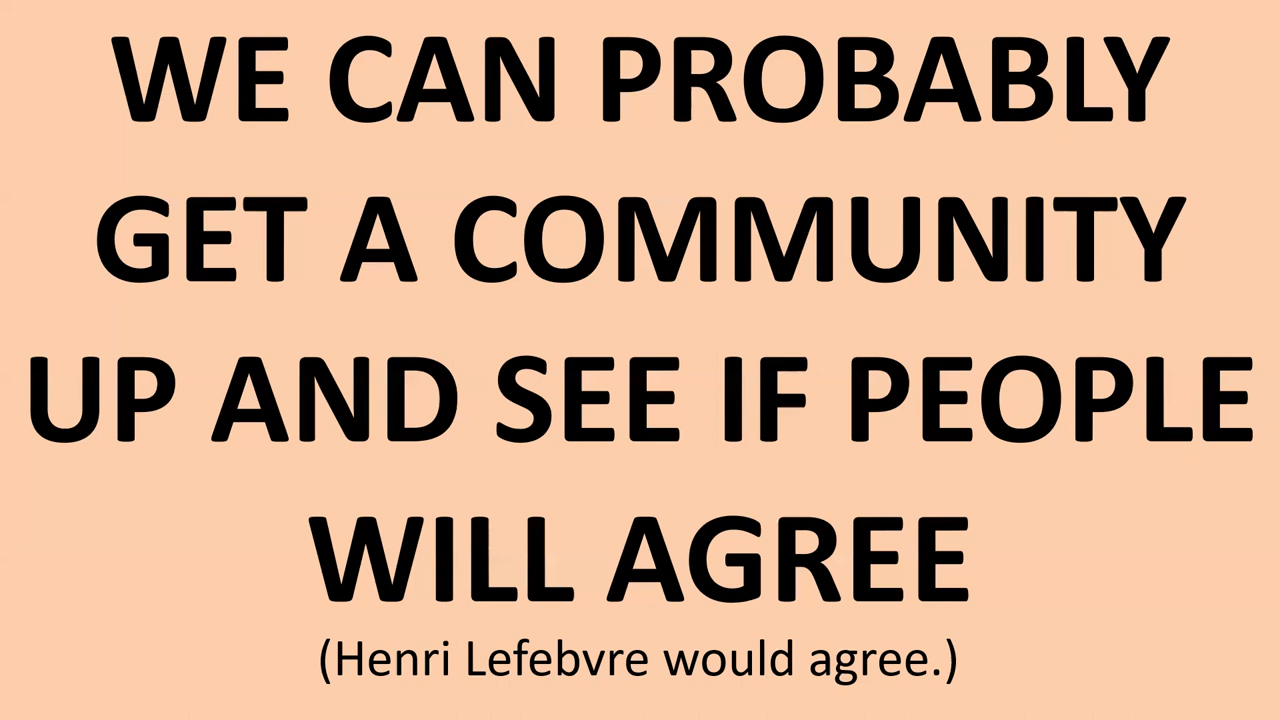 WE CAN PROBABLY
GET A COMMUNITY
UP AND SEE IF PEOPLE
WILL AGREE
(Henri Lefebvre would agree.)